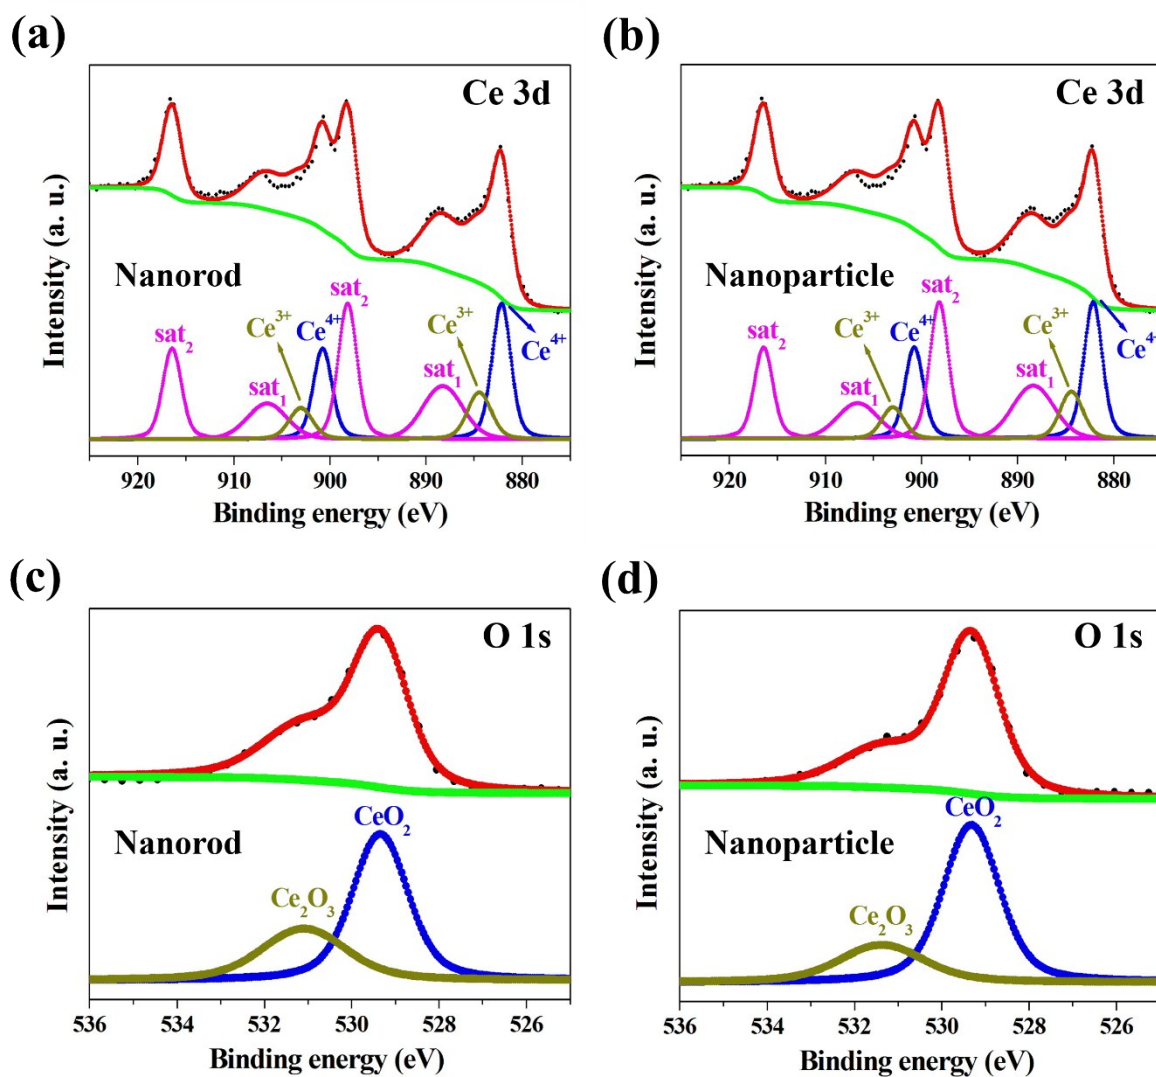 (a)
(b)
Ce 3d
Ce 3d
Intensity (a. u.)
Intensity (a. u.)
Nanorod
Nanoparticle
sat₂
sat₁
Ce³⁺
Ce⁴⁺
sat₂
sat₁
Ce³⁺
Ce⁴⁺
sat₂
sat₁
Ce³⁺
Ce⁴⁺
sat₂
sat₁
Ce³⁺
Ce⁴⁺
920 910 900 890 880
920 910 900 890 880
Binding energy (eV)
Binding energy (eV)
(c)
(d)
O 1s
O 1s
Intensity (a. u.)
Intensity (a. u.)
Nanorod
Nanoparticle
CeO₂
Ce₂O₃
CeO₂
Ce₂O₃
536 534 532 530 528 526
536 534 532 530 528 526
Binding energy (eV)
Binding energy (eV)